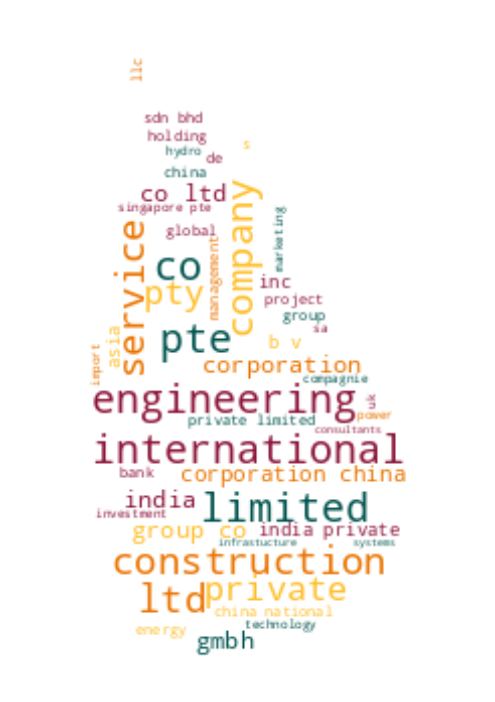 llc
sdn bhd
holding
s
hydro
de
china
co ltd
singapore pte
company
marketing
service
global
management
co
inc
pty
project
group
sa
pte
b v
asia
import
corporation
compagnie
engineering
uk
private limited
power
consultants
international
bank
corporation china
india
limited
investment
group co
india private
infrastucture
systems
construction
ltd
private
china national
technology
energy
gmbh